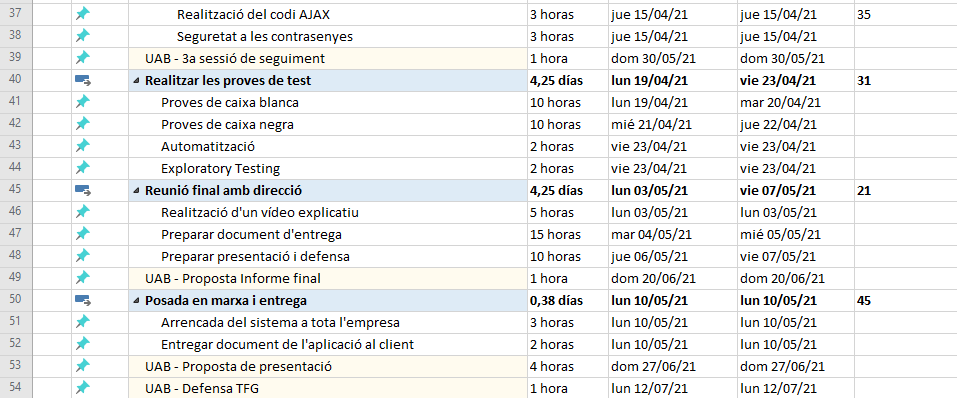 37 Realització del codi AJAX 3 horas jue 15/04/21 jue 15/04/21 35
38 Seguretat a les contrasenyes 3 horas jue 15/04/21 jue 15/04/21
39 UAB - 3a sessió de seguiment 1 hora dom 30/05/21 dom 30/05/21
40 Realitzar les proves de test 4,25 días lun 19/04/21 vie 23/04/21 31
41 Proves de caixa blanca 10 horas lun 19/04/21 mar 20/04/21
42 Proves de caixa negra 10 horas mié 21/04/21 jue 22/04/21
43 Automatització 2 horas vie 23/04/21 vie 23/04/21
44 Exploratory Testing 2 horas vie 23/04/21 vie 23/04/21
45 Reunió final amb direcció 4,25 días lun 03/05/21 vie 07/05/21 21
46 Realització d'un vídeo explicatiu 5 horas lun 03/05/21 lun 03/05/21
47 Preparar document d'entrega 15 horas mar 04/05/21 mié 05/05/21
48 Preparar presentació i defensa 10 horas jue 06/05/21 vie 07/05/21
49 UAB - Proposta Informe final 1 hora dom 20/06/21 dom 20/06/21
50 Posada en marxa i entrega 0,38 días lun 10/05/21 lun 10/05/21 45
51 Arrencada del sistema a tota l'empresa 3 horas lun 10/05/21 lun 10/05/21
52 Entregar document de l'aplicació al client 2 horas lun 10/05/21 lun 10/05/21
53 UAB - Proposta de presentació 4 horas dom 27/06/21 dom 27/06/21
54 UAB - Defensa TFG 1 hora lun 12/07/21 lun 12/07/21